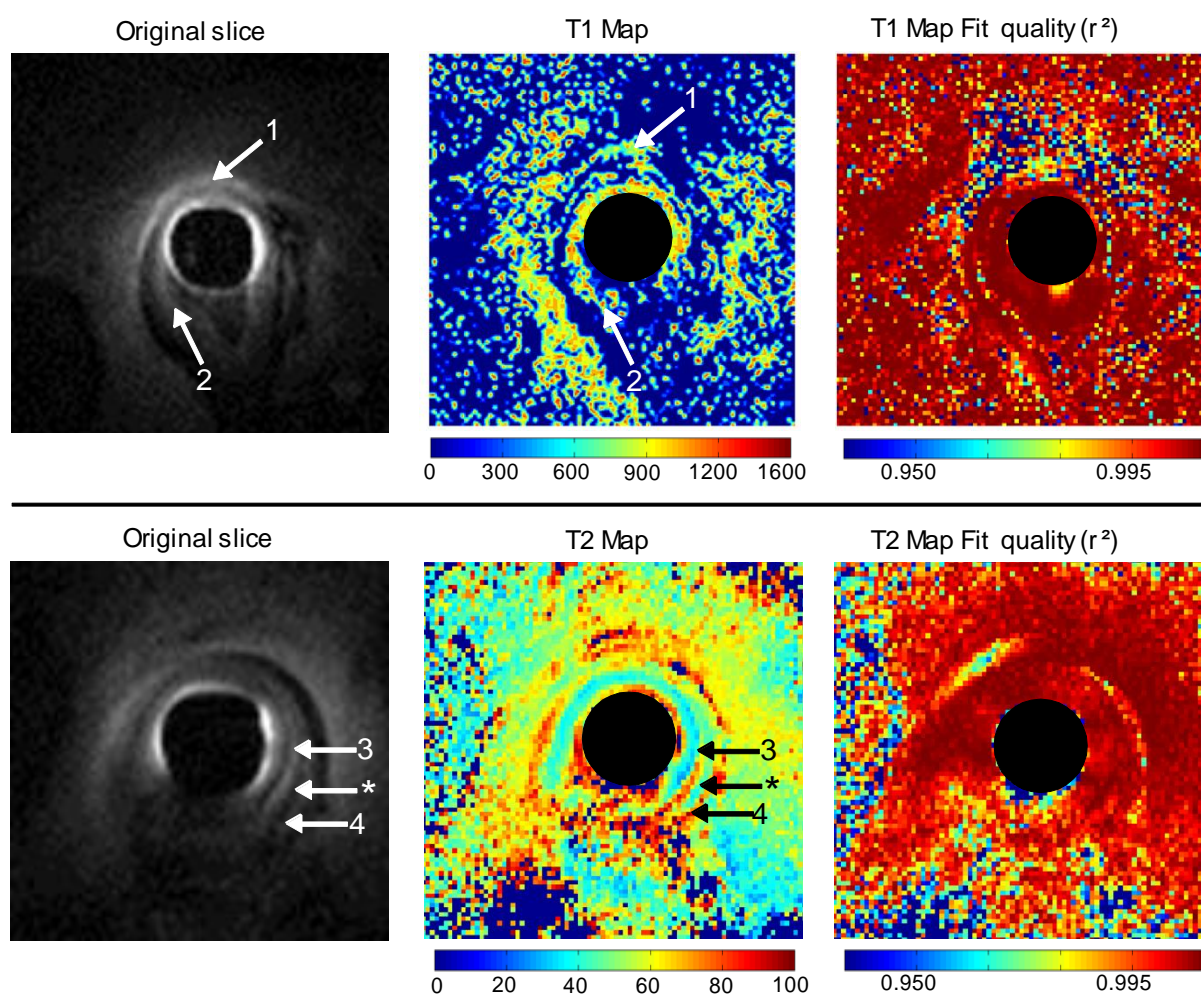 Original slice
T1 Map
T1 Map Fit quality (r²)
1
1
2
2
0 300 600 900 1200 1600
0.950 0.995
Original slice
T2 Map
T2 Map Fit quality (r²)
3
*
4
3
*
4
0 20 40 60 80 100
0.950 0.995